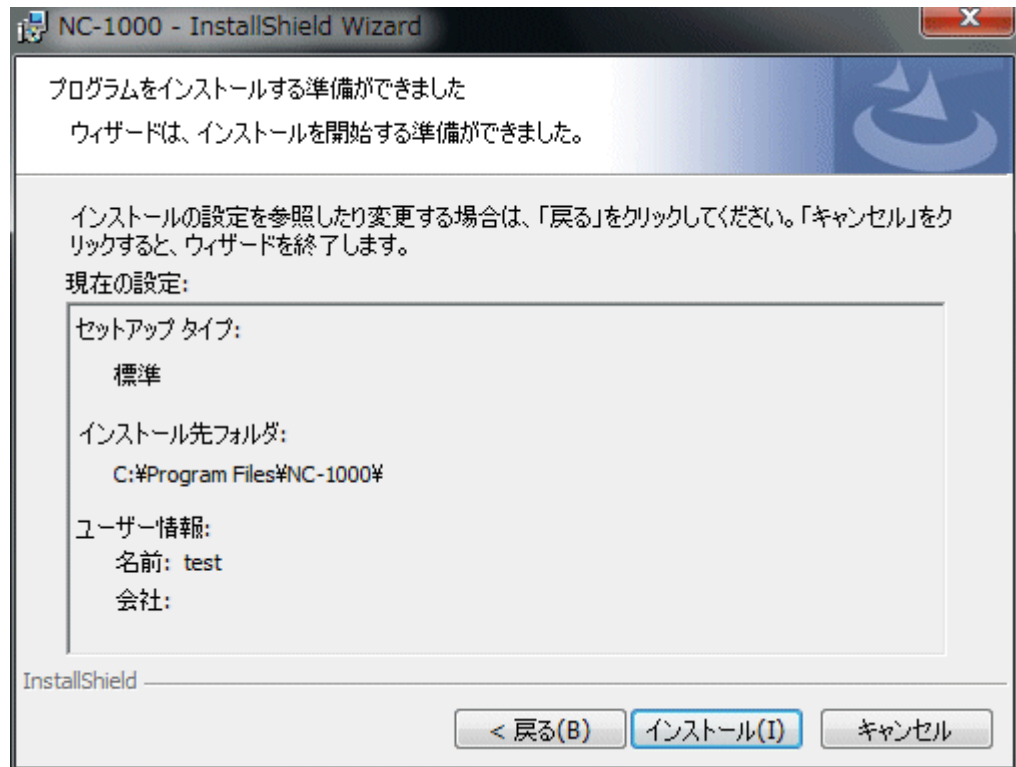 NC-1000 - InstallShield Wizard
プログラムをインストールする準備ができました
ウィザードは、インストールを開始する準備ができました。
インストールの設定を参照したり変更する場合は、「戻る」をクリックしてください。「キャンセル」をク
リックすると、ウィザードを終了します。
現在の設定:
セットアップ タイプ:
標準
インストール先フォルダ:
C:¥Program Files¥NC-1000¥
ユーザー情報:
名前: test
会社:
InstallShield
< 戻る(B)
インストール(I)
キャンセル